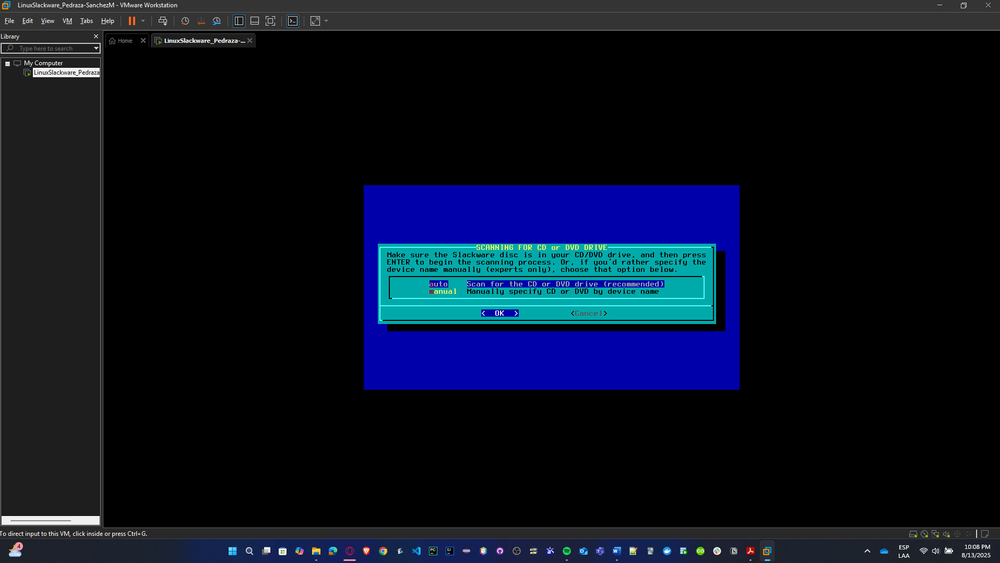 LinuxSlackware_Pedraza-SanchezM - VMware Workstation
File Edit View VM Tabs Help
Library
Type here to search
My Computer
LinuxSlackware_Pedraza
Home
LinuxSlackware_Pedraza-...
SCANNING FOR CD or DVD DRIVE
Make sure the Slackware disc is in your CD/DVD drive, and then press
ENTER to begin the scanning process. Or, if you'd rather specify the
device name manually (experts only), choose that option below.
auto Scan for the CD or DVD drive (recommended)
manual Manually specify CD or DVD by device name
< OK > <Cancel>
To direct input to this VM, click inside or press Ctrl+G.
4
PC
IJ
ESP
LAA
10:08 PM
8/13/2025